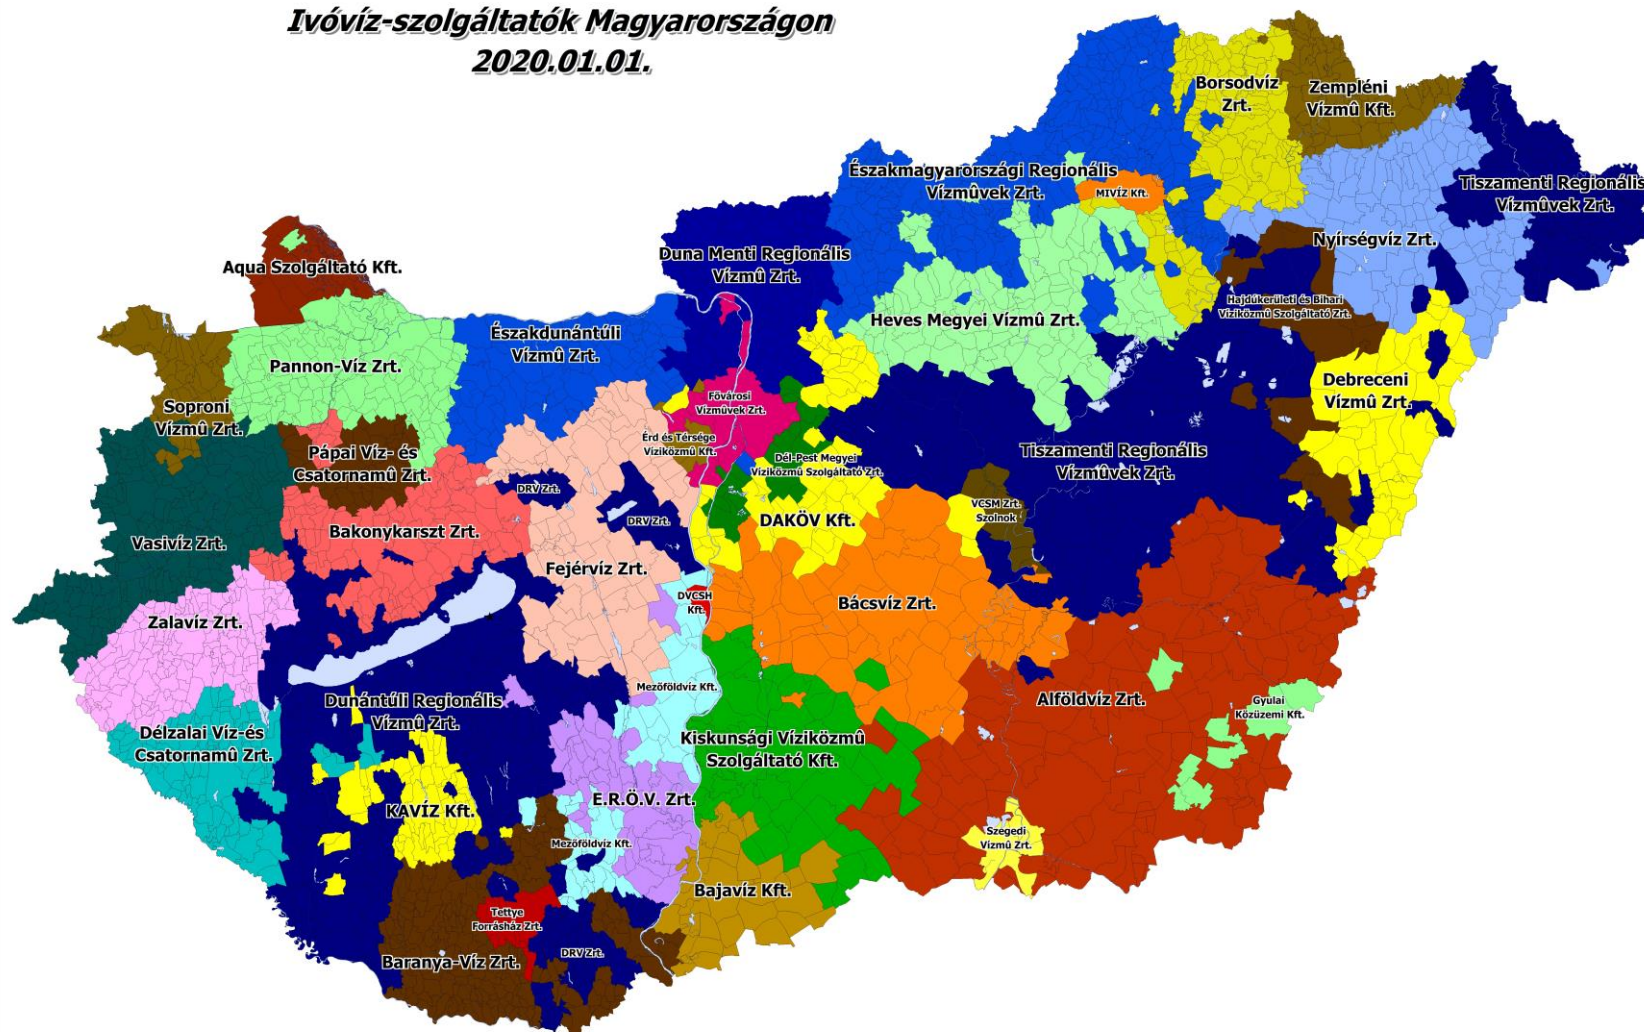 Ivóvíz-szolgáltatók Magyarországon
2020.01.01.
Borsodvíz
Zrt.
Zempléni
Vízmû Kft.
Északmagyarországi Regionális
Vízmûvek Zrt.
MIVÍZ Kft.
Tiszamenti Regionális
Vízmûvek Zrt.
Nyírségvíz Zrt.
Duna Menti Regionális
Vízmû Zrt.
Aqua Szolgáltató Kft.
Hajdúkerületi és Bihari
Víziközmû Szolgáltató Zrt.
Heves Megyei Vízmû Zrt.
Északdunántúli
Vízmû Zrt.
Pannon-Víz Zrt.
Debreceni
Vízmû Zrt.
Fõvárosi
Vízmûvek Zrt.
Soproni
Vízmû Zrt.
Érd és Térsége
Víziközmû Kft.
Pápai Víz- és
Csatornamû Zrt.
Dél-Pest Megyei
Víziközmû Szolgáltató Zrt.
Tiszamenti Regionális
Vízmûvek Zrt.
DRV Zrt.
VCSM Zrt.
Szolnok
DRV Zrt.
DAKÖV Kft.
Bakonykarszt Zrt.
Vasivíz Zrt.
Fejérvíz Zrt.
DVCSH
Kft.
Bácsvíz Zrt.
Zalavíz Zrt.
Mezõföldvíz Kft.
Dunántúli Regionális
Vízmû Zrt.
Alföldvíz Zrt.
Gyulai
Közüzemi Kft.
Délzalai Víz-és
Csatornamû Zrt.
Kiskunsági Víziközmû
Szolgáltató Kft.
E.R.Ö.V. Zrt.
KAVÍZ Kft.
Mezõföldvíz Kft.
Szegedi
Vízmû Zrt.
Bajavíz Kft.
Tettye
Forrásház Zrt.
DRV Zrt.
Baranya-Víz Zrt.